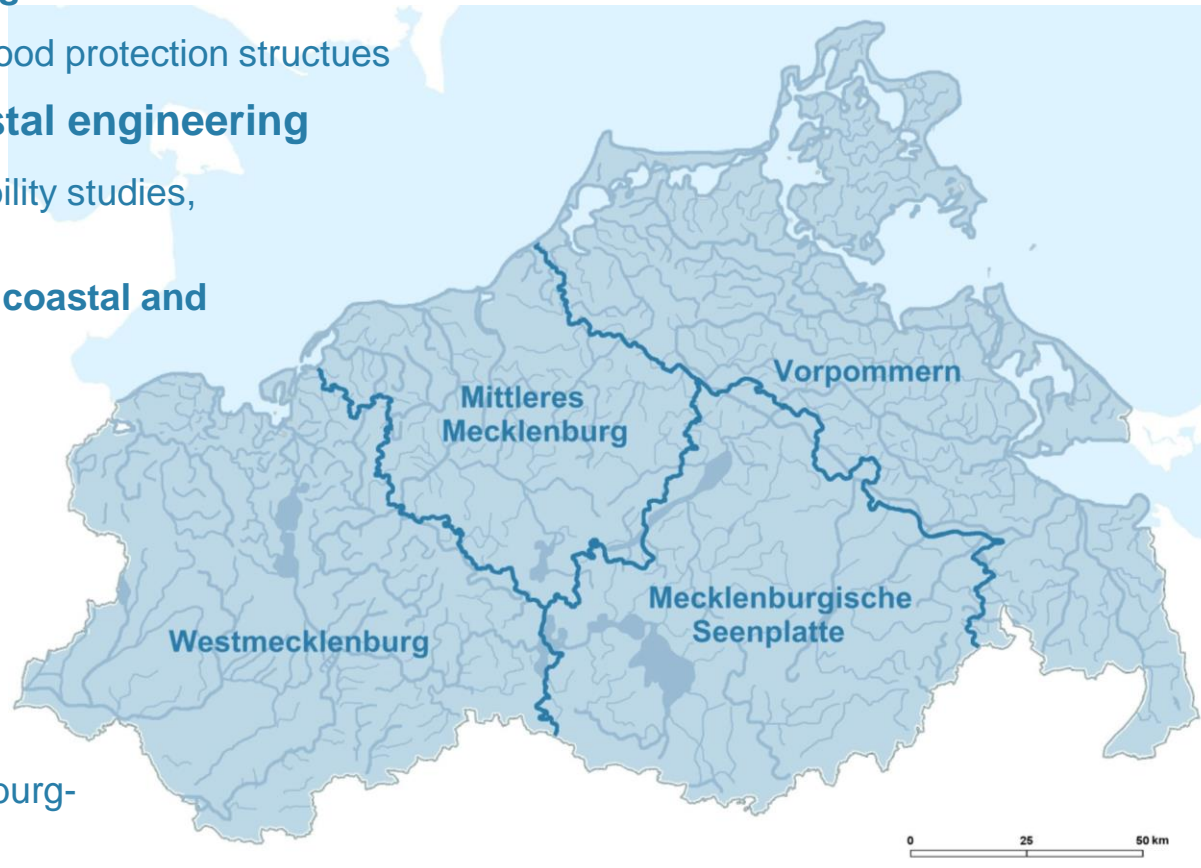 ood protection structues
stal engineering
bility studies,
coastal and
Vorpommern
Mittleres
Mecklenburg
Mecklenburgische
Seenplatte
Westmecklenburg
ourg-
0 25 50 km